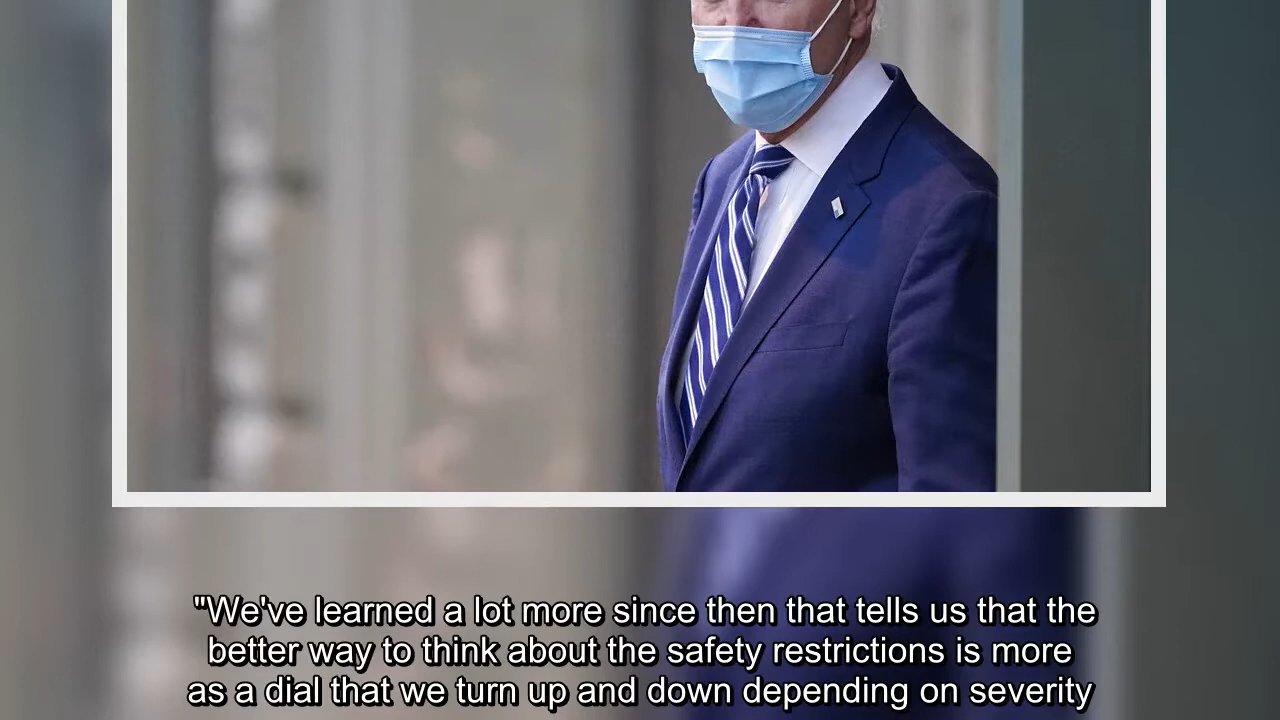 "We've learned a lot more since then that tells us that the
better way to think about the safety restrictions is more
as a dial that we turn up and down depending on severity